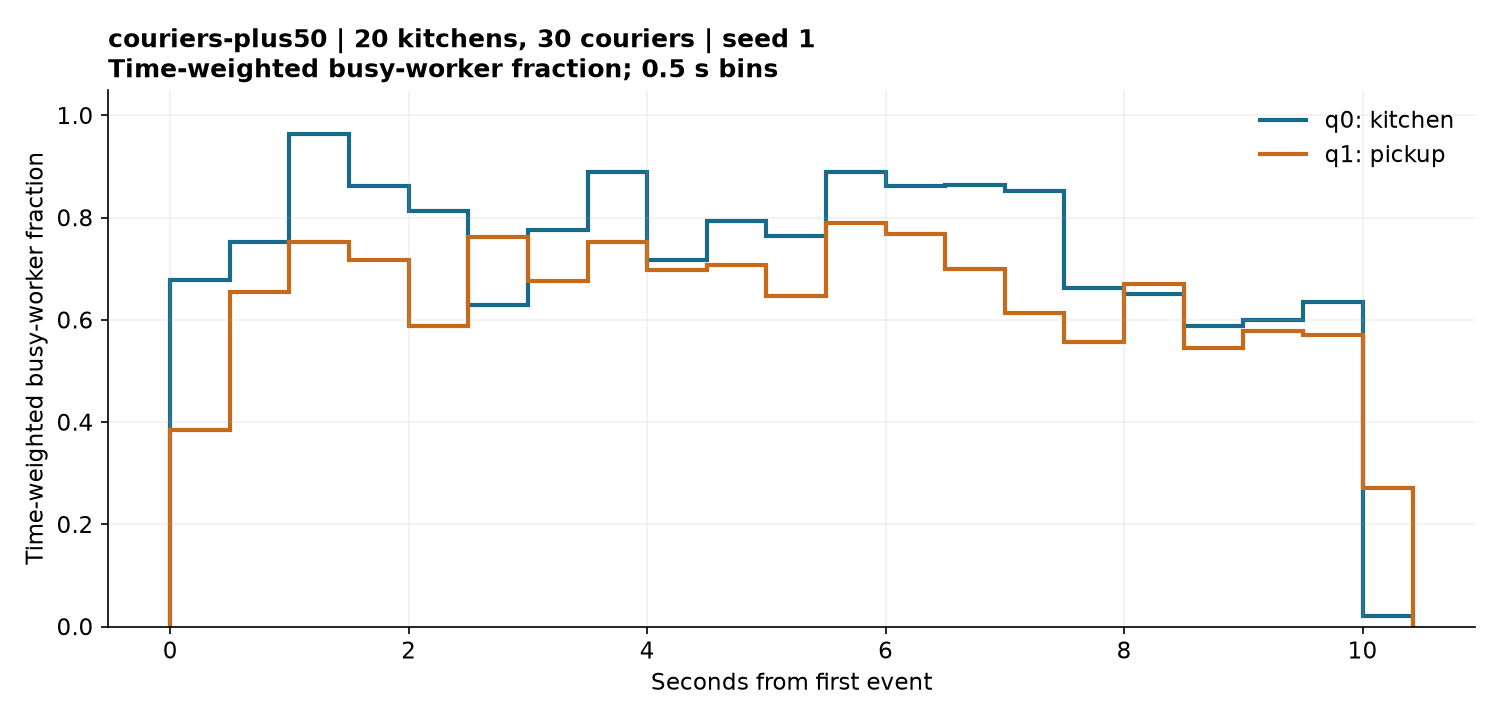 couriers-plus50 | 20 kitchens, 30 couriers | seed 1
Time-weighted busy-worker fraction; 0.5 s bins
q0: kitchen
q1: pickup
Time-weighted busy-worker fraction
1.0
0.8
0.6
0.4
0.2
0.0
0 2 4 6 8 10
Seconds from first event